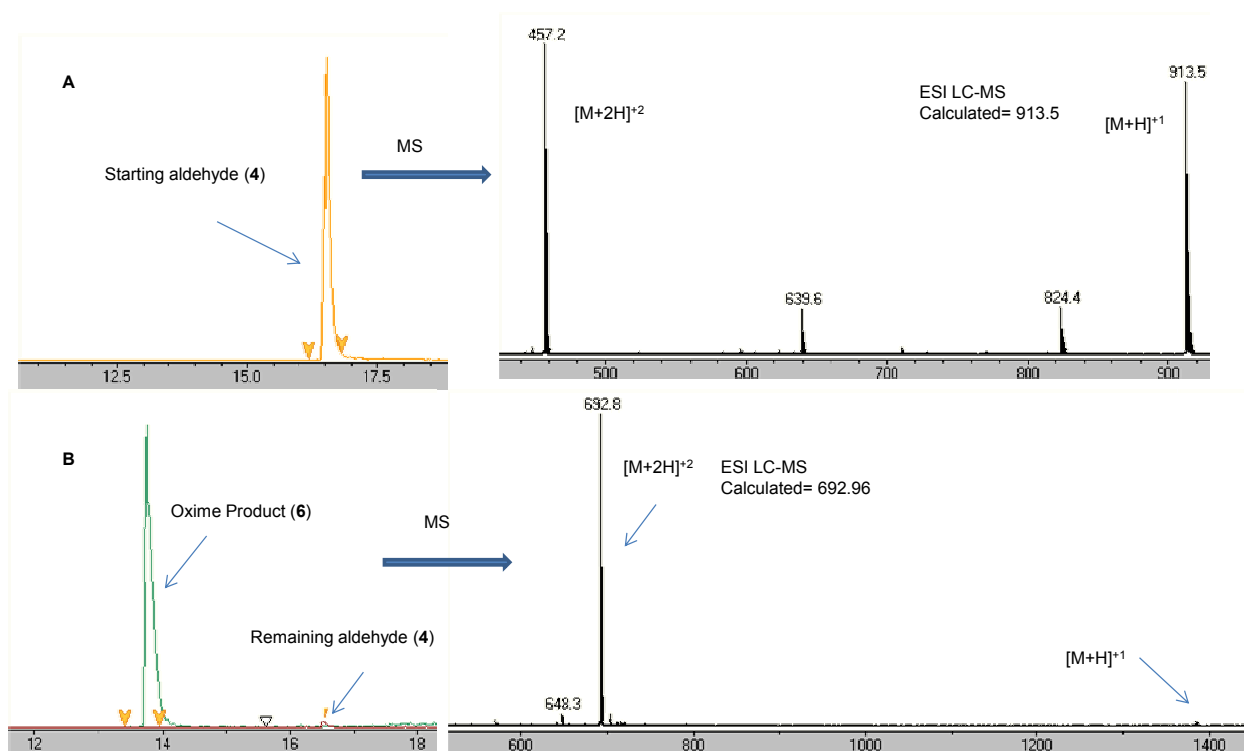 A
Starting aldehyde (4)
12.5 15.0 17.5
MS
457.2
[M+2H]+2
ESI LC-MS
Calculated= 913.5
913.5
[M+H]+1
639.6
824.4
500 600 700 800 900
B
Oxime Product (6)
Remaining aldehyde (4)
12 14 16 18
MS
692.8
[M+2H]+2
ESI LC-MS
Calculated= 692.96
648.3
[M+H]+1
600 800 1000 1200 1400